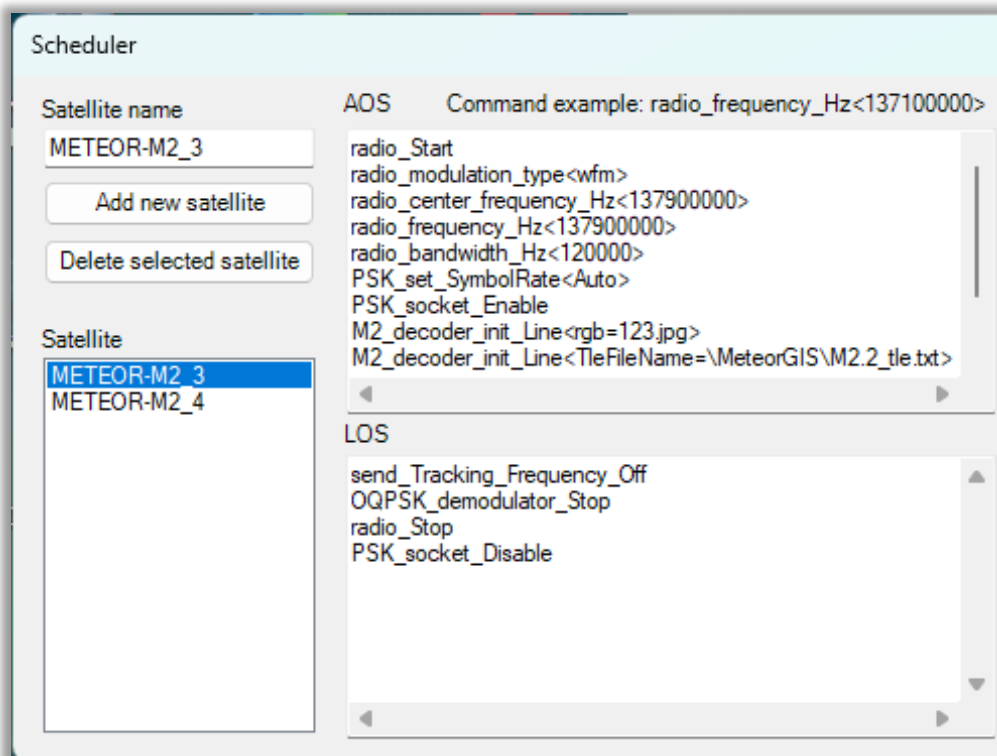 Scheduler
Satellite name
METEOR-M2_3
Add new satellite
Delete selected satellite
Satellite
METEOR-M2_3
METEOR-M2_4
AOS Command example: radio_frequency_Hz<137100000>
radio_Start
radio_modulation_type<wfm>
radio_center_frequency_Hz<137900000>
radio_frequency_Hz<137900000>
radio_bandwidth_Hz<120000>
PSK_set_SymbolRate<Auto>
PSK_socket_Enable
M2_decoder_init_Line<rgb=123.jpg>
M2_decoder_init_Line<TleFileName=\MeteorGIS\M2.2_tle.txt>
LOS
send_Tracking_Frequency_Off
OQPSK_demodulator_Stop
radio_Stop
PSK_socket_Disable